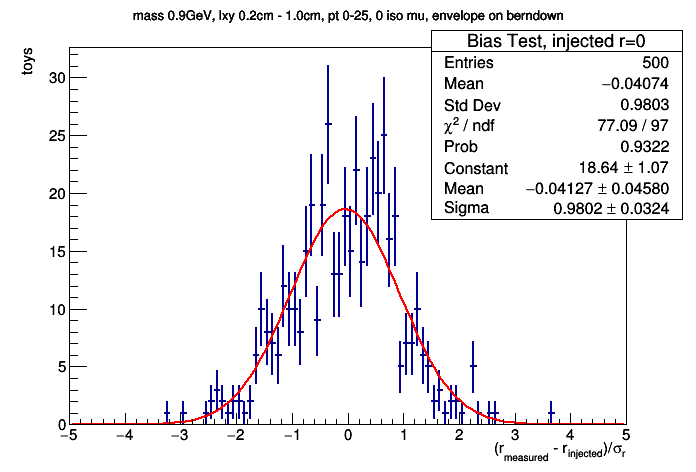 mass 0.9GeV, lxy 0.2cm - 1.0cm, pt 0-25, 0 iso mu, envelope on berndown
Bias Test, injected r=0
Entries 500
Mean −0.04074
Std Dev 0.9803
χ² / ndf 77.09 / 97
Prob 0.9322
Constant 18.64 ± 1.07
Mean −0.04127 ± 0.04580
Sigma 0.9802 ± 0.0324
toys
30
25
20
15
10
5
0
−5 −4 −3 −2 −1 0 1 2 3 4 5
(r_measured - r_injected)/σ_r